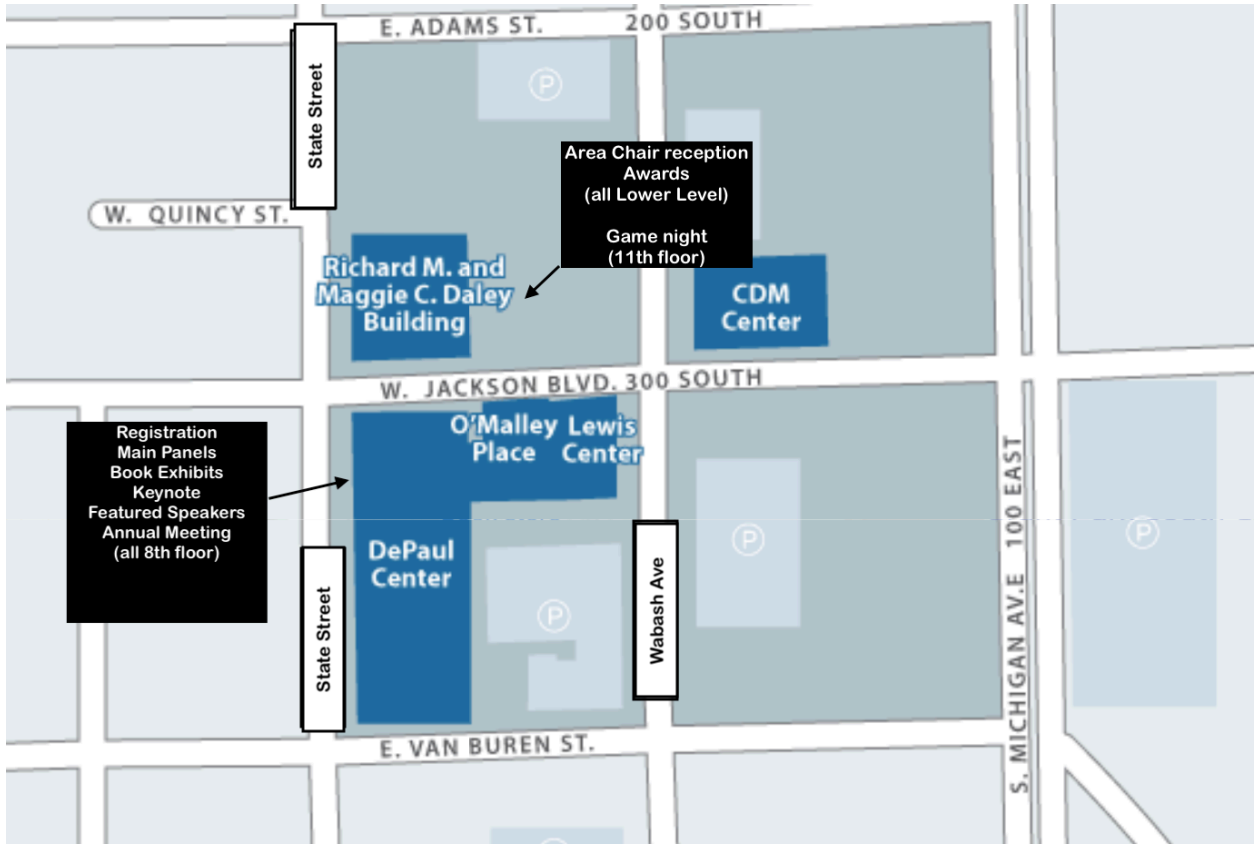 E. ADAMS ST.
200 SOUTH
State Street
P
W. QUINCY ST.
Area Chair reception
Awards
(all Lower Level)
Game night
(11th floor)
Richard M. and
Maggie C. Daley
Building
CDM
Center
W. JACKSON BLVD. 300 SOUTH
Registration
Main Panels
Book Exhibits
Keynote
Featured Speakers
Annual Meeting
(all 8th floor)
O'Malley
Place
Lewis
Center
DePaul
Center
P
State Street
Wabash Ave
P
S. MICHIGAN AV.E 100 EAST
P
E. VAN BUREN ST.
P